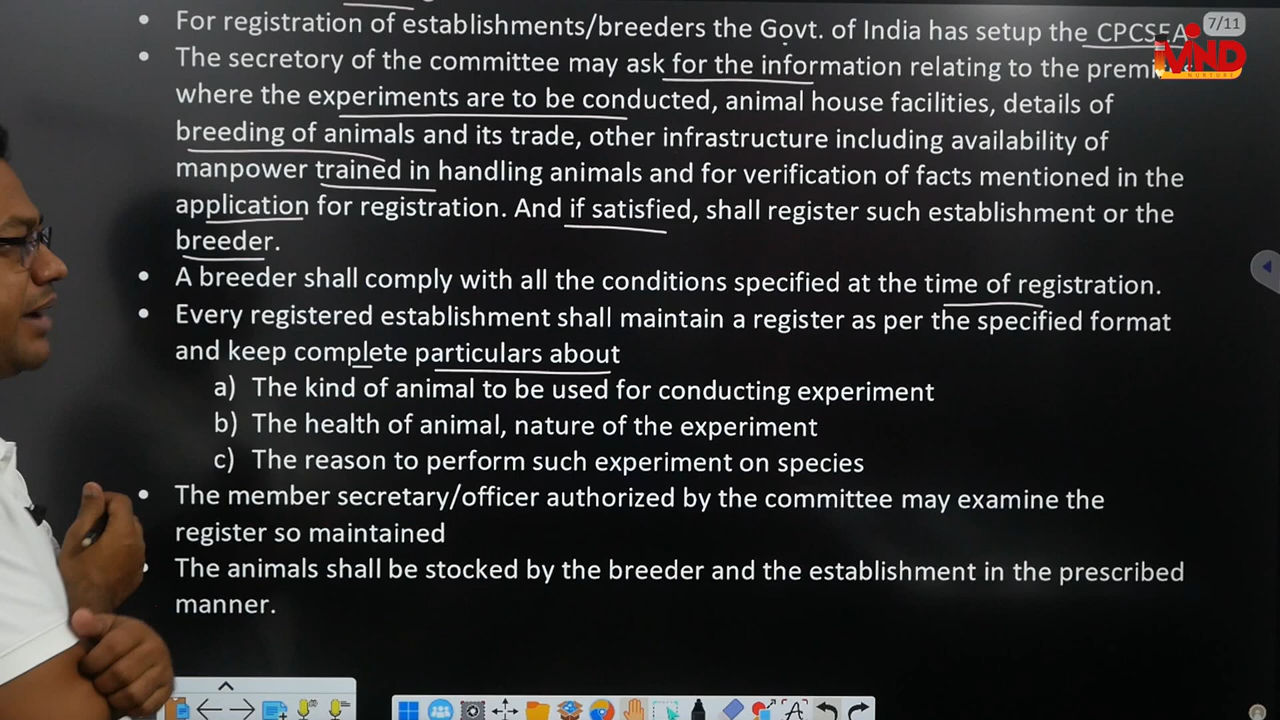 For registration of establishments/breeders the Govt. of India has setup the CPCSEA
7/11
MIND
NURTURE
The secretary of the committee may ask for the information relating to the
where the experiments are to be conducted, animal house facilities, details of
breeding of animals and its trade, other infrastructure including availability of
manpower trained in handling animals and for verification of facts mentioned in the
application for registration. And if satisfied, shall register such establishment or the
breeder.
A breeder shall comply with all the conditions specified at the time of registration.
Every registered establishment shall maintain a register as per the specified format
and keep complete particulars about
a) The kind of animal to be used for conducting experiment
b) The health of animal, nature of the experiment
c) The reason to perform such experiment on species
The member secretary/officer authorized by the committee may examine the
register so maintained
The animals shall be stocked by the breeder and the establishment in the prescribed
manner.